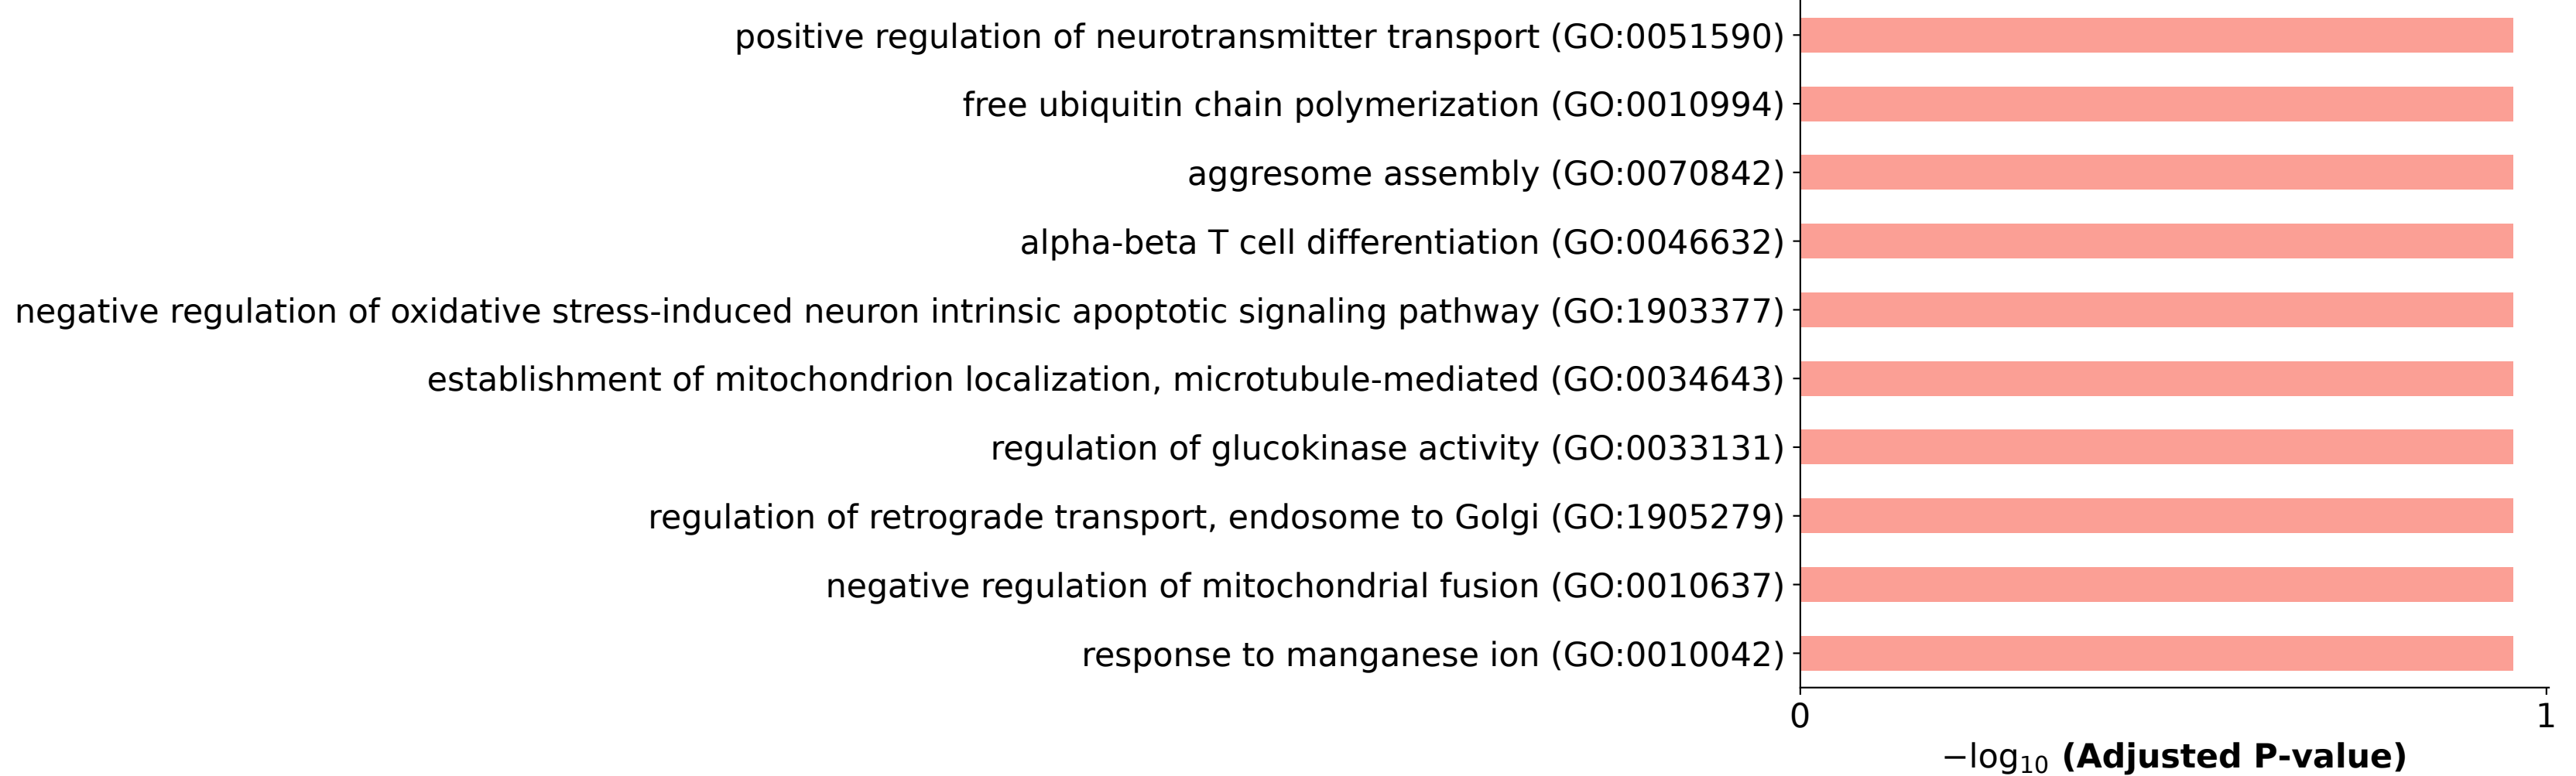 positive regulation of neurotransmitter transport (GO:0051590)
free ubiquitin chain polymerization (GO:0010994)
aggresome assembly (GO:0070842)
alpha-beta T cell differentiation (GO:0046632)
negative regulation of oxidative stress-induced neuron intrinsic apoptotic signaling pathway (GO:1903377)
establishment of mitochondrion localization, microtubule-mediated (GO:0034643)
regulation of glucokinase activity (GO:0033131)
regulation of retrograde transport, endosome to Golgi (GO:1905279)
negative regulation of mitochondrial fusion (GO:0010637)
response to manganese ion (GO:0010042)
0 1
−log₁₀ (Adjusted P-value)